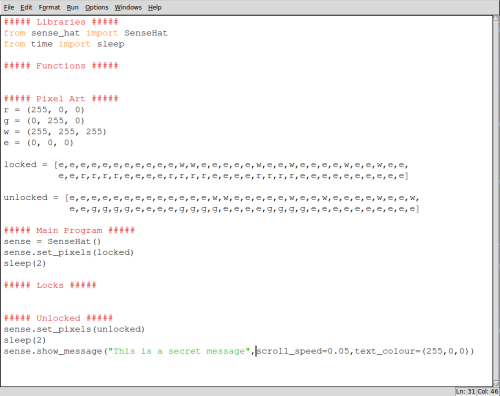 File Edit Format Run Options Windows Help
##### Libraries #####
from sense_hat import SenseHat
from time import sleep
##### Functions #####
##### Pixel Art #####
r = (255, 0, 0)
g = (0, 255, 0)
w = (255, 255, 255)
e = (0, 0, 0)
locked = [e,e,e,e,e,e,e,e,e,e,e,w,w,e,e,e,e,e,w,e,e,w,e,e,e,e,w,e,e,w,e,e,
e,e,r,r,r,r,e,e,e,e,r,r,r,r,e,e,e,e,r,r,r,r,e,e,e,e,e,e,e,e,e,e]
unlocked = [e,e,e,e,e,e,e,e,e,e,e,e,e,w,w,e,e,e,e,e,w,e,e,w,e,e,e,e,w,e,e,w,
e,e,g,g,g,g,e,e,e,e,g,g,g,g,e,e,e,e,g,g,g,g,e,e,e,e,e,e,e,e,e,e]
##### Main Program #####
sense = SenseHat()
sense.set_pixels(locked)
sleep(2)
##### Locks #####
##### Unlocked #####
sense.set_pixels(unlocked)
sleep(2)
sense.show_message("This is a secret message",scroll_speed=0.05,text_colour=(255,0,0))
Ln: 31 Col: 46